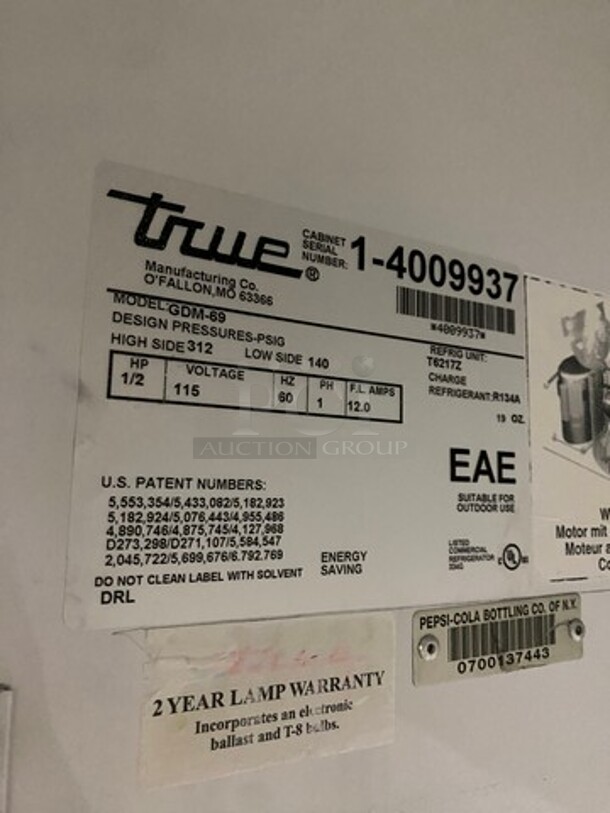 true®
Manufacturing Co.
O'FALLON, MO 63366
CABINET
SERIAL
NUMBER: 1-4009937
*4009937*
MODEL: GDM-69
DESIGN PRESSURES-PSIG
HIGH SIDE 312 LOW SIDE 140
REFRIG UNIT:
T6217Z
CHARGE
REFRIGERANT: R134A
19 OZ.
HP VOLTAGE HZ PH F.L. AMPS
1/2 115 60 1 12.0
AUCTION GROUP
EAE
SUITABLE FOR
OUTDOOR USE
U.S. PATENT NUMBERS:
5,553,354/5,433,082/5,182,923
5,182,924/5,076,443/4,955,486
4,890,746/4,875,745/4,127,968
D273,298/D271,107/5,584,547
2,045,722/5,699,676/6.792.769
ENERGY
SAVING
LISTED
COMMERCIAL
REFRIGERATOR
UL
DO NOT CLEAN LABEL WITH SOLVENT
DRL
W
Motor mit
Moteur a
Co
PEPSI-COLA BOTTLING CO. OF N.Y.
0700137443
2 YEAR LAMP WARRANTY
Incorporates an electronic
ballast and T-8 bulbs.